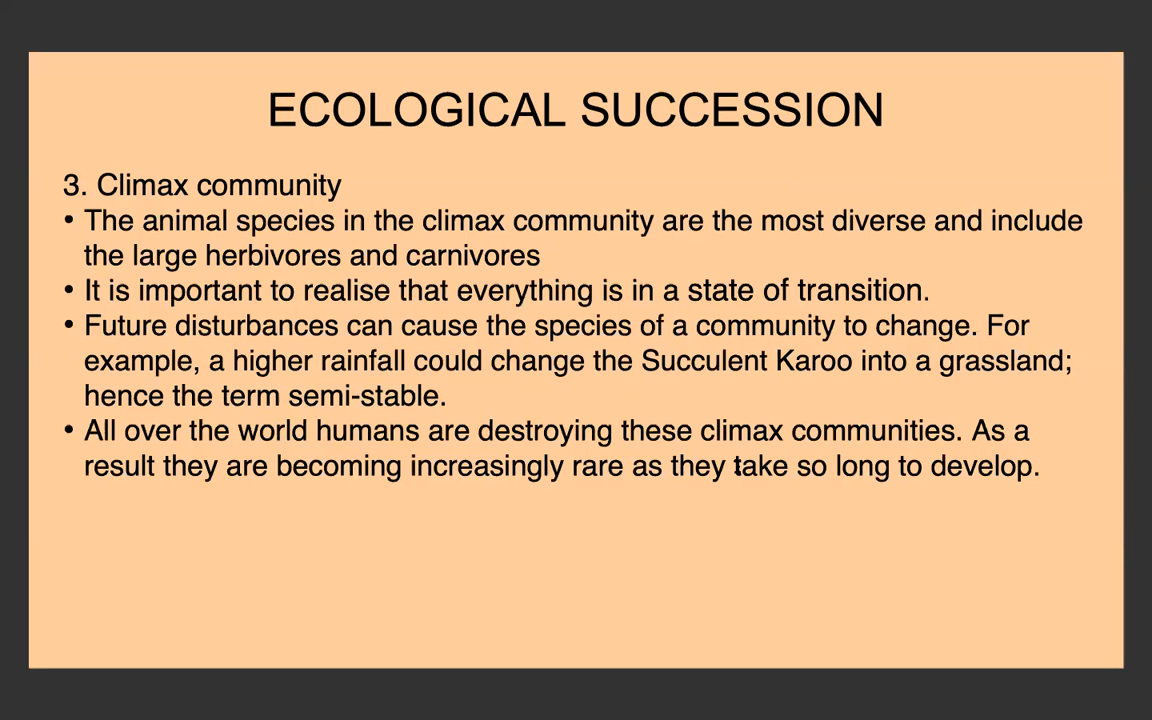 ECOLOGICAL SUCCESSION
3. Climax community
• The animal species in the climax community are the most diverse and include
the large herbivores and carnivores
• It is important to realise that everything is in a state of transition.
• Future disturbances can cause the species of a community to change. For
example, a higher rainfall could change the Succulent Karoo into a grassland;
hence the term semi-stable.
• All over the world humans are destroying these climax communities. As a
result they are becoming increasingly rare as they take so long to develop.